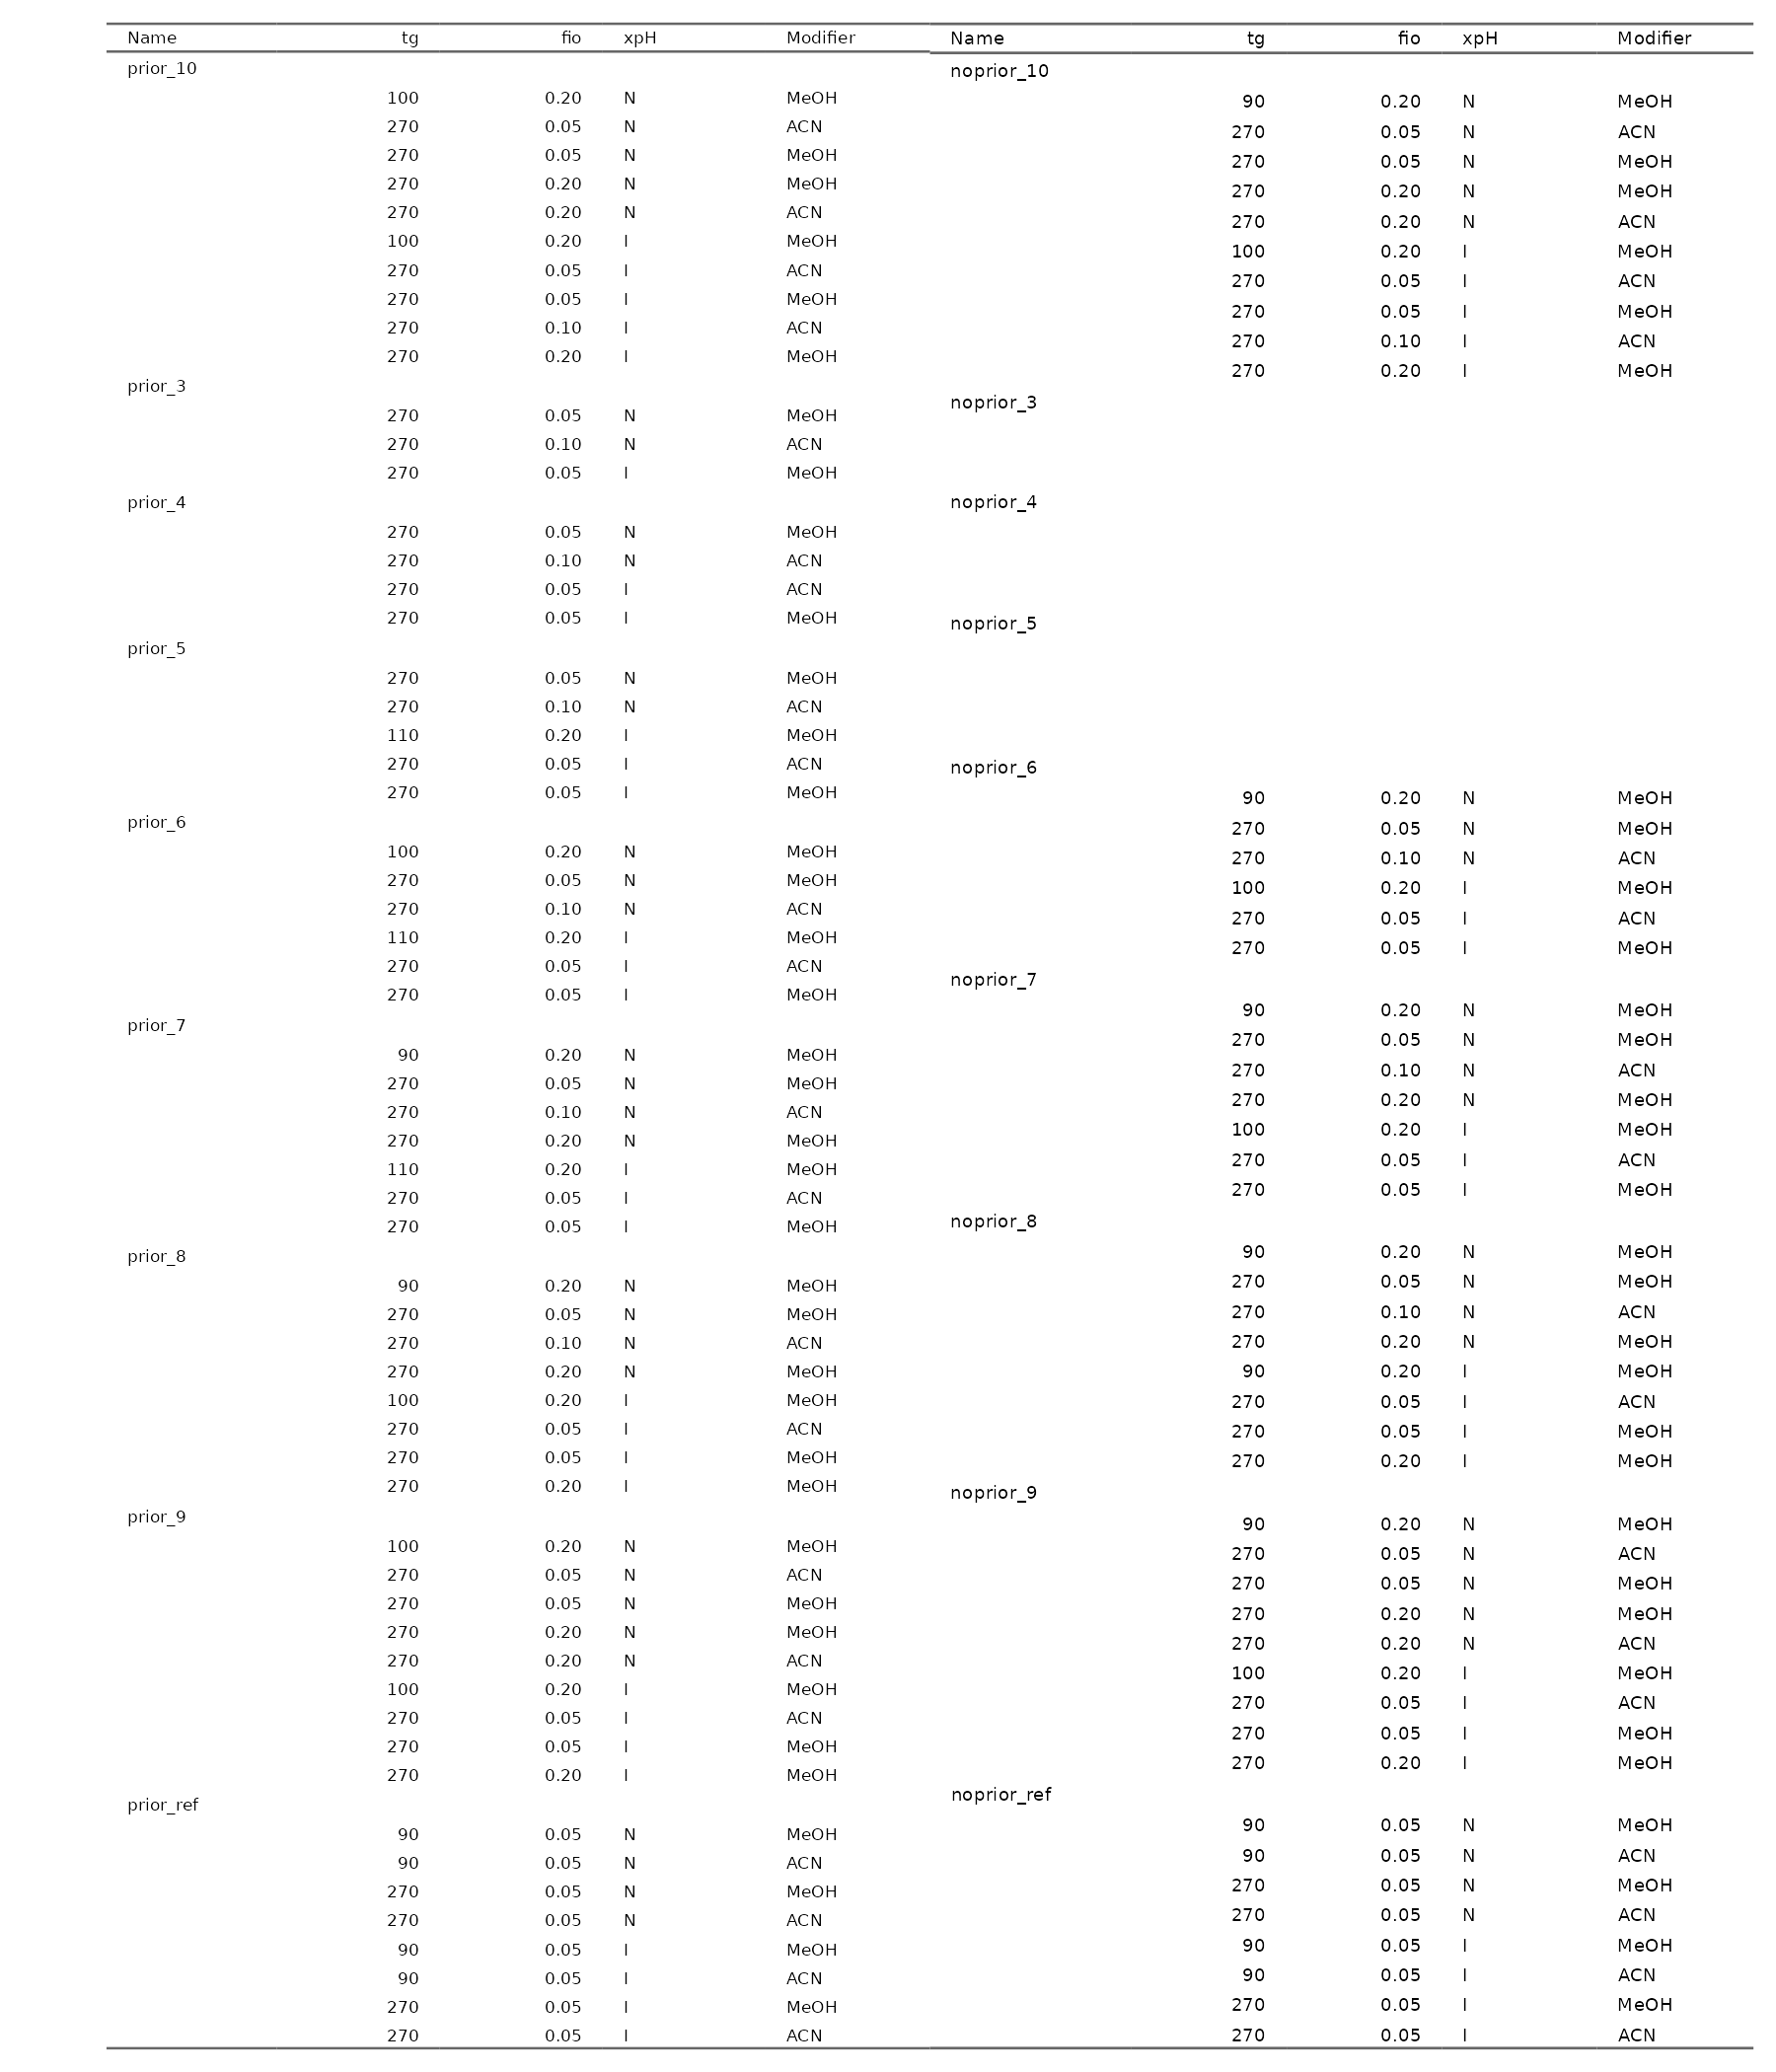 Name tg fio xpH Modifier
prior_10
100 0.20 N MeOH
270 0.05 N ACN
270 0.05 N MeOH
270 0.20 N MeOH
270 0.20 N ACN
100 0.20 I MeOH
270 0.05 I ACN
270 0.05 I MeOH
270 0.10 I ACN
270 0.20 I MeOH
prior_3
270 0.05 N MeOH
270 0.10 N ACN
270 0.05 I MeOH
prior_4
270 0.05 N MeOH
270 0.10 N ACN
270 0.05 I ACN
270 0.05 I MeOH
prior_5
270 0.05 N MeOH
270 0.10 N ACN
110 0.20 I MeOH
270 0.05 I ACN
270 0.05 I MeOH
prior_6
100 0.20 N MeOH
270 0.05 N MeOH
270 0.10 N ACN
110 0.20 I MeOH
270 0.05 I ACN
270 0.05 I MeOH
prior_7
90 0.20 N MeOH
270 0.05 N MeOH
270 0.10 N ACN
270 0.20 N MeOH
110 0.20 I MeOH
270 0.05 I ACN
270 0.05 I MeOH
prior_8
90 0.20 N MeOH
270 0.05 N MeOH
270 0.10 N ACN
270 0.20 N MeOH
100 0.20 I MeOH
270 0.05 I ACN
270 0.05 I MeOH
270 0.20 I MeOH
prior_9
100 0.20 N MeOH
270 0.05 N ACN
270 0.05 N MeOH
270 0.20 N MeOH
270 0.20 N ACN
100 0.20 I MeOH
270 0.05 I ACN
270 0.05 I MeOH
270 0.20 I MeOH
prior_ref
90 0.05 N MeOH
90 0.05 N ACN
270 0.05 N MeOH
270 0.05 N ACN
90 0.05 I MeOH
90 0.05 I ACN
270 0.05 I MeOH
270 0.05 I ACN
Name tg fio xpH Modifier
noprior_10
90 0.20 N MeOH
270 0.05 N ACN
270 0.05 N MeOH
270 0.20 N MeOH
270 0.20 N ACN
100 0.20 I MeOH
270 0.05 I ACN
270 0.05 I MeOH
270 0.10 I ACN
270 0.20 I MeOH
noprior_3
noprior_4
noprior_5
noprior_6
90 0.20 N MeOH
270 0.05 N MeOH
270 0.10 N ACN
100 0.20 I MeOH
270 0.05 I ACN
270 0.05 I MeOH
noprior_7
90 0.20 N MeOH
270 0.05 N MeOH
270 0.10 N ACN
270 0.20 N MeOH
100 0.20 I MeOH
270 0.05 I ACN
270 0.05 I MeOH
noprior_8
90 0.20 N MeOH
270 0.05 N MeOH
270 0.10 N ACN
270 0.20 N MeOH
90 0.20 I MeOH
270 0.05 I ACN
270 0.05 I MeOH
270 0.20 I MeOH
noprior_9
90 0.20 N MeOH
270 0.05 N ACN
270 0.05 N MeOH
270 0.20 N MeOH
270 0.20 N ACN
100 0.20 I MeOH
270 0.05 I ACN
270 0.05 I MeOH
270 0.20 I MeOH
noprior_ref
90 0.05 N MeOH
90 0.05 N ACN
270 0.05 N MeOH
270 0.05 N ACN
90 0.05 I MeOH
90 0.05 I ACN
270 0.05 I MeOH
270 0.05 I ACN